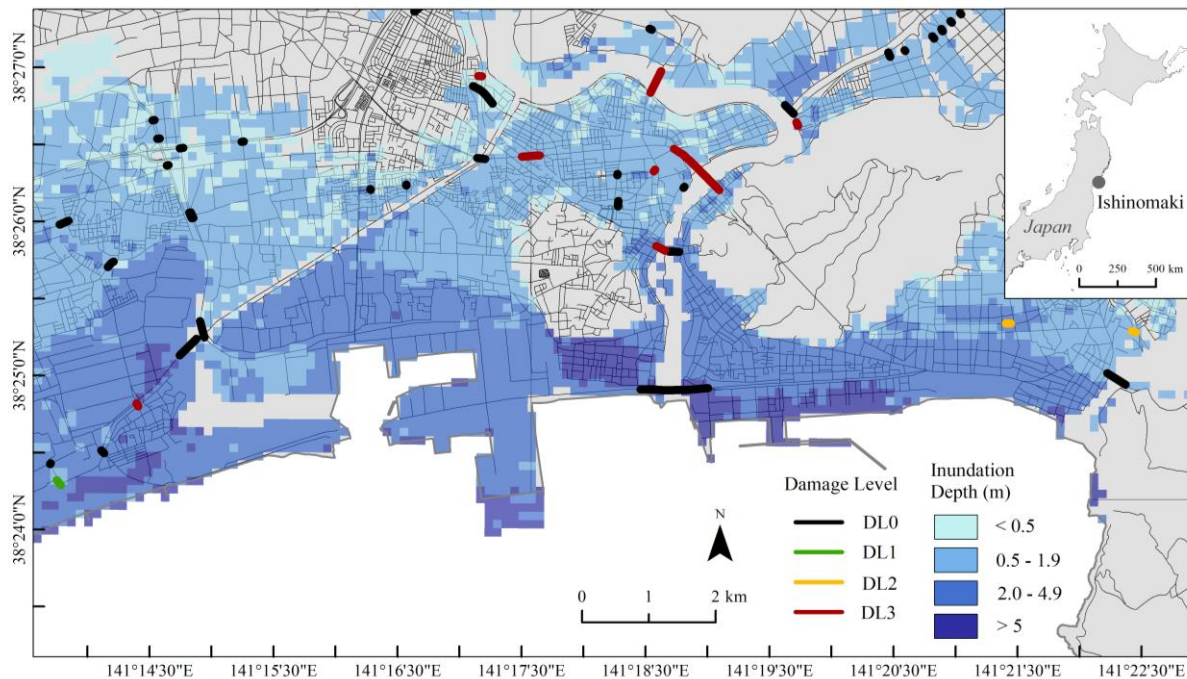 38°27'0"N
38°26'0"N
38°25'0"N
38°24'0"N
Japan
Ishinomaki
0 250 500 km
Damage Level
DL0
DL1
DL2
DL3
Inundation
Depth (m)
< 0.5
0.5 - 1.9
2.0 - 4.9
> 5
N
0 1 2 km
141°14'30"E 141°15'30"E 141°16'30"E 141°17'30"E 141°18'30"E 141°19'30"E 141°20'30"E 141°21'30"E 141°22'30"E